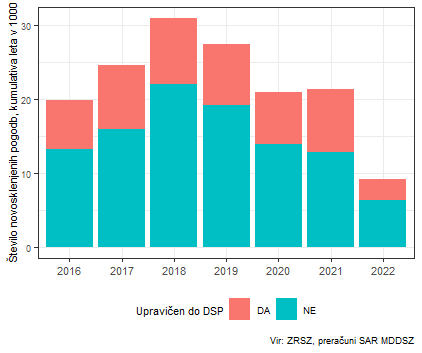 Število novosklenjenih pogodb, kumulativa leta v 1000
30
20
10
0
2016 2017 2018 2019 2020 2021 2022
Upravičen do DSP DA NE
Vir: ZRSZ, preračuni SAR MDDSZ